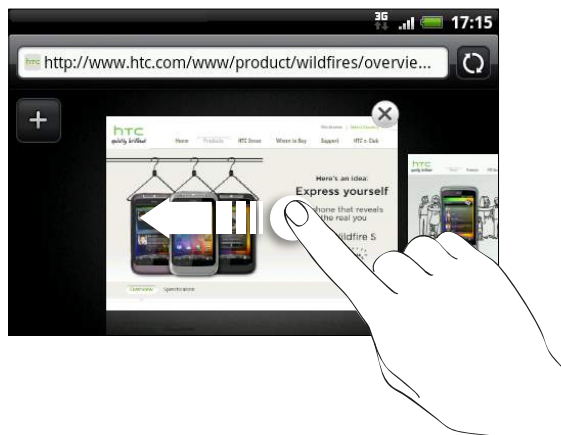 3G 17:15
htc http://www.htc.com/www/product/wildfires/overvie...
htc
quietly brilliant
Home Products HTC Sense Where to Buy Support HTC e-Club
Here's an idea:
Express yourself
phone that reveals
the real you
ildfire S
Overview Specifications
htc